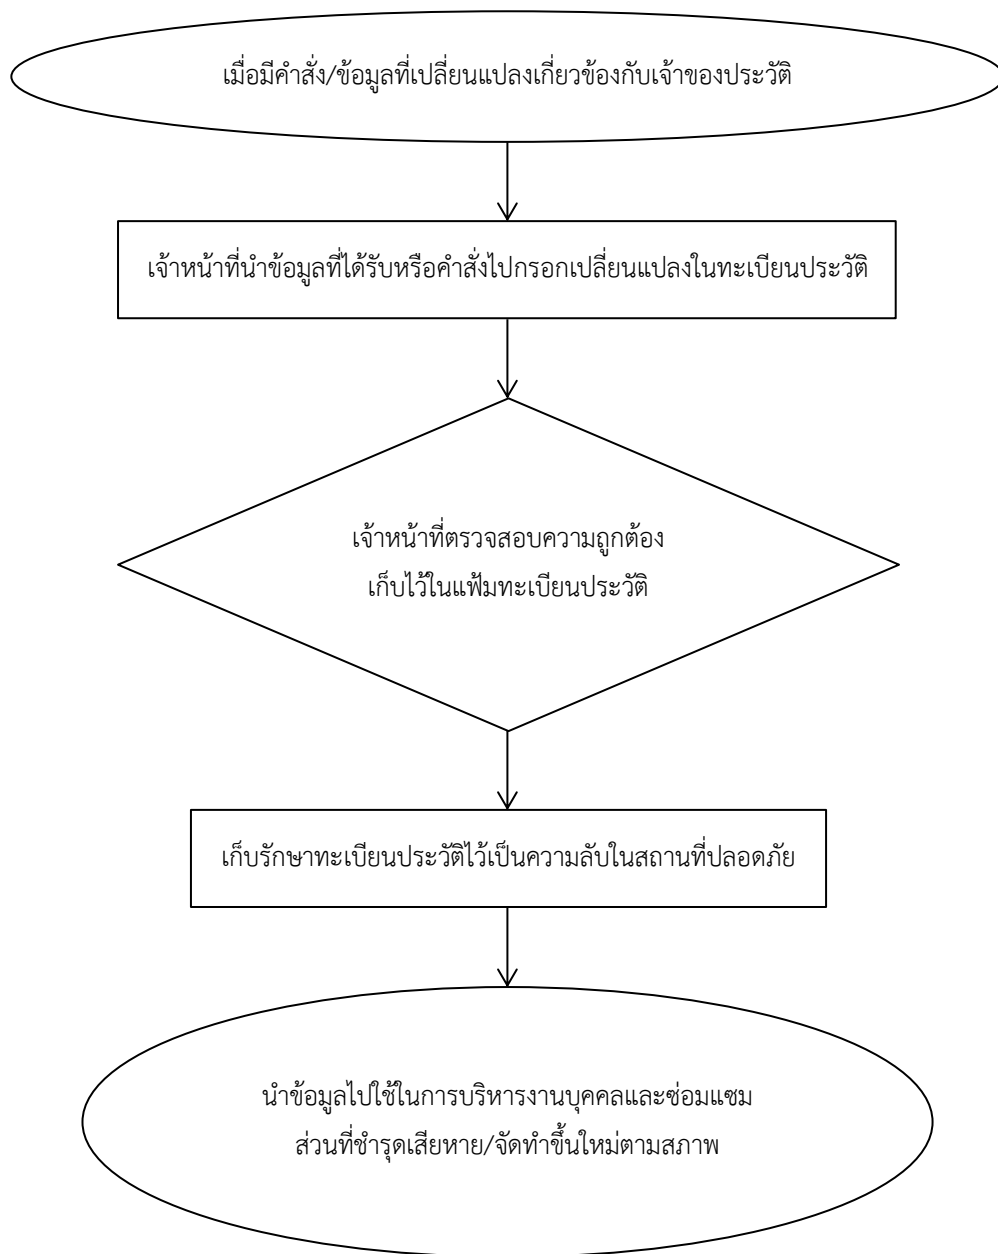 เมื่อมีคำสั่ง/ข้อมูลที่เปลี่ยนแปลงเกี่ยวข้องกับเจ้าของประวัติ
เจ้าหน้าที่นำข้อมูลที่ได้รับหรือคำสั่งไปกรอกเปลี่ยนแปลงในทะเบียนประวัติ
เจ้าหน้าที่ตรวจสอบความถูกต้อง
เก็บไว้ในแฟ้มทะเบียนประวัติ
เก็บรักษาทะเบียนประวัติไว้เป็นความลับในสถานที่ปลอดภัย
นำข้อมูลไปใช้ในการบริหารงานบุคคลและซ่อมแซม
ส่วนที่ชำรุดเสียหาย/จัดทำขึ้นใหม่ตามสภาพ